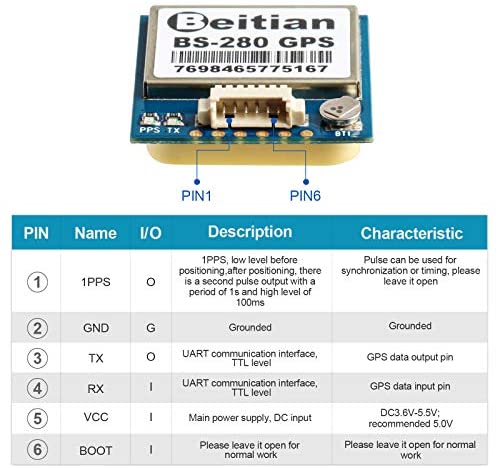 Beitian
BS-280 GPS
7698465775167
PPS TX
BT1
PIN1
PIN6
PIN Name I/O Description Characteristic
1 1PPS O 1PPS, low level before positioning,after positioning, there is a second pulse output with a period of 1s and high level of 100ms Pulse can be used for synchronization or timing, please leave it open
2 GND G Grounded Grounded
3 TX O UART communication interface, TTL level GPS data output pin
4 RX I UART communication interface, TTL level GPS data input pin
5 VCC I Main power supply, DC input DC3.6V-5.5V; recommended 5.0V
6 BOOT I Please leave it open for normal work Please leave it open for normal work